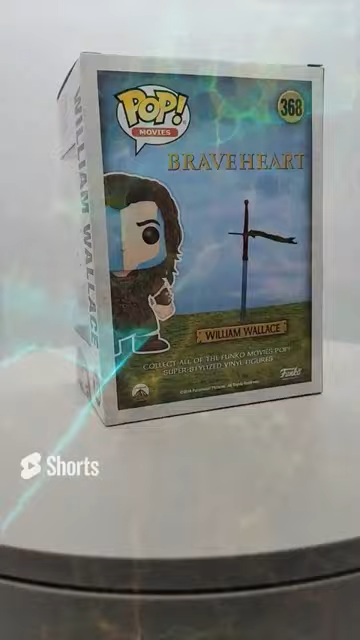 POP!
MOVIES
368
BRAVEHEART
WILLIAM WALLACE
WILLIAM WALLACE
COLLECT ALL OF THE FUNKO MOVIES POP!
SUPER-STYLIZED VINYL FIGURES
Funko
Shorts